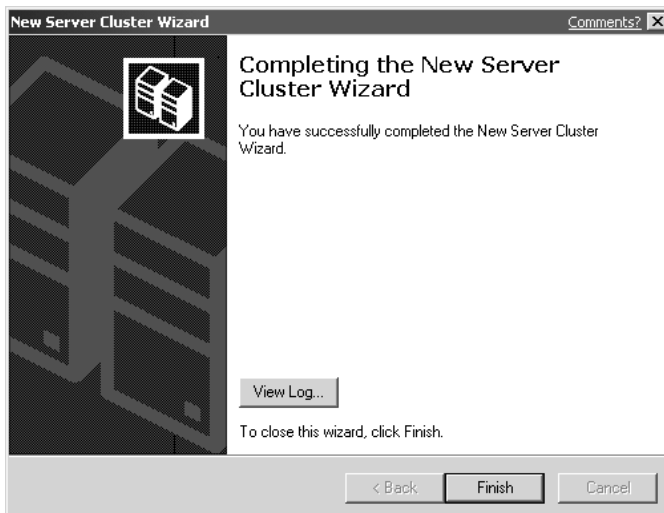 New Server Cluster Wizard
Comments?
Completing the New Server
Cluster Wizard
You have successfully completed the New Server Cluster
Wizard.
View Log...
To close this wizard, click Finish.
< Back
Finish
Cancel